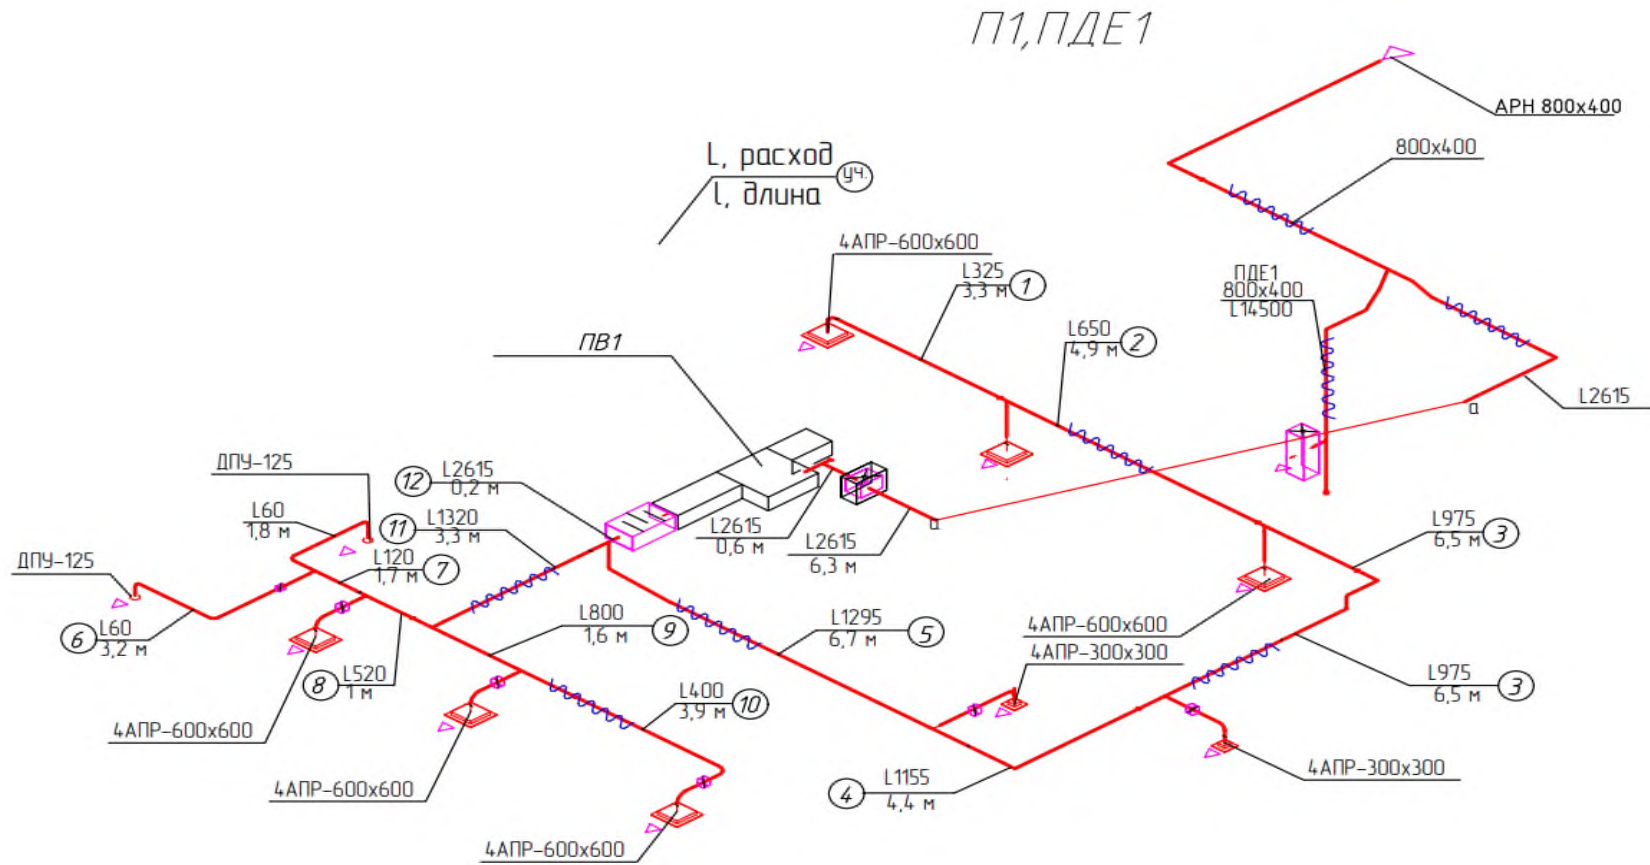 П1,ПДЕ1
АРН 800х400
800х400
L, расход
l, длина
уч.
4АПР-600х600
L325
3,3 м
1
ПДЕ1
800х400
L14500
L650
4,9 м
2
ПВ1
L2615
а
ДПУ-125
L2615
0,2 м
12
L60
1,8 м
L1320
3,3 м
11
L2615
0,6 м
L2615
6,3 м
а
L975
6,5 м
3
ДПУ-125
L120
1,7 м
7
L60
3,2 м
6
L800
1,6 м
9
L1295
6,7 м
5
4АПР-600х600
4АПР-300х300
L520
1 м
8
L400
3,9 м
10
L975
6,5 м
3
4АПР-600х600
4АПР-600х600
L1155
4,4 м
4
4АПР-300х300
4АПР-600х600